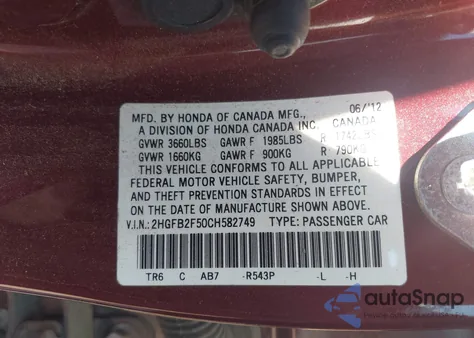 MFD. BY HONDA OF CANADA MFG., 06/12
A DIVISION OF HONDA CANADA INC. CANADA
GVWR 3660LBS GAWR F 1985LBS R 1742LBS
GVWR 1660KG GAWR F 900KG R 790KG
THIS VEHICLE CONFORMS TO ALL APPLICABLE
FEDERAL MOTOR VEHICLE SAFETY, BUMPER,
AND THEFT PREVENTION STANDARDS IN EFFECT
ON THE DATE OF MANUFACTURE SHOWN ABOVE.
V.I.N.: 2HGFB2F50CH582749 TYPE: PASSENGER CAR
TR6 C AB7 -R543P -L -H
autoSnap